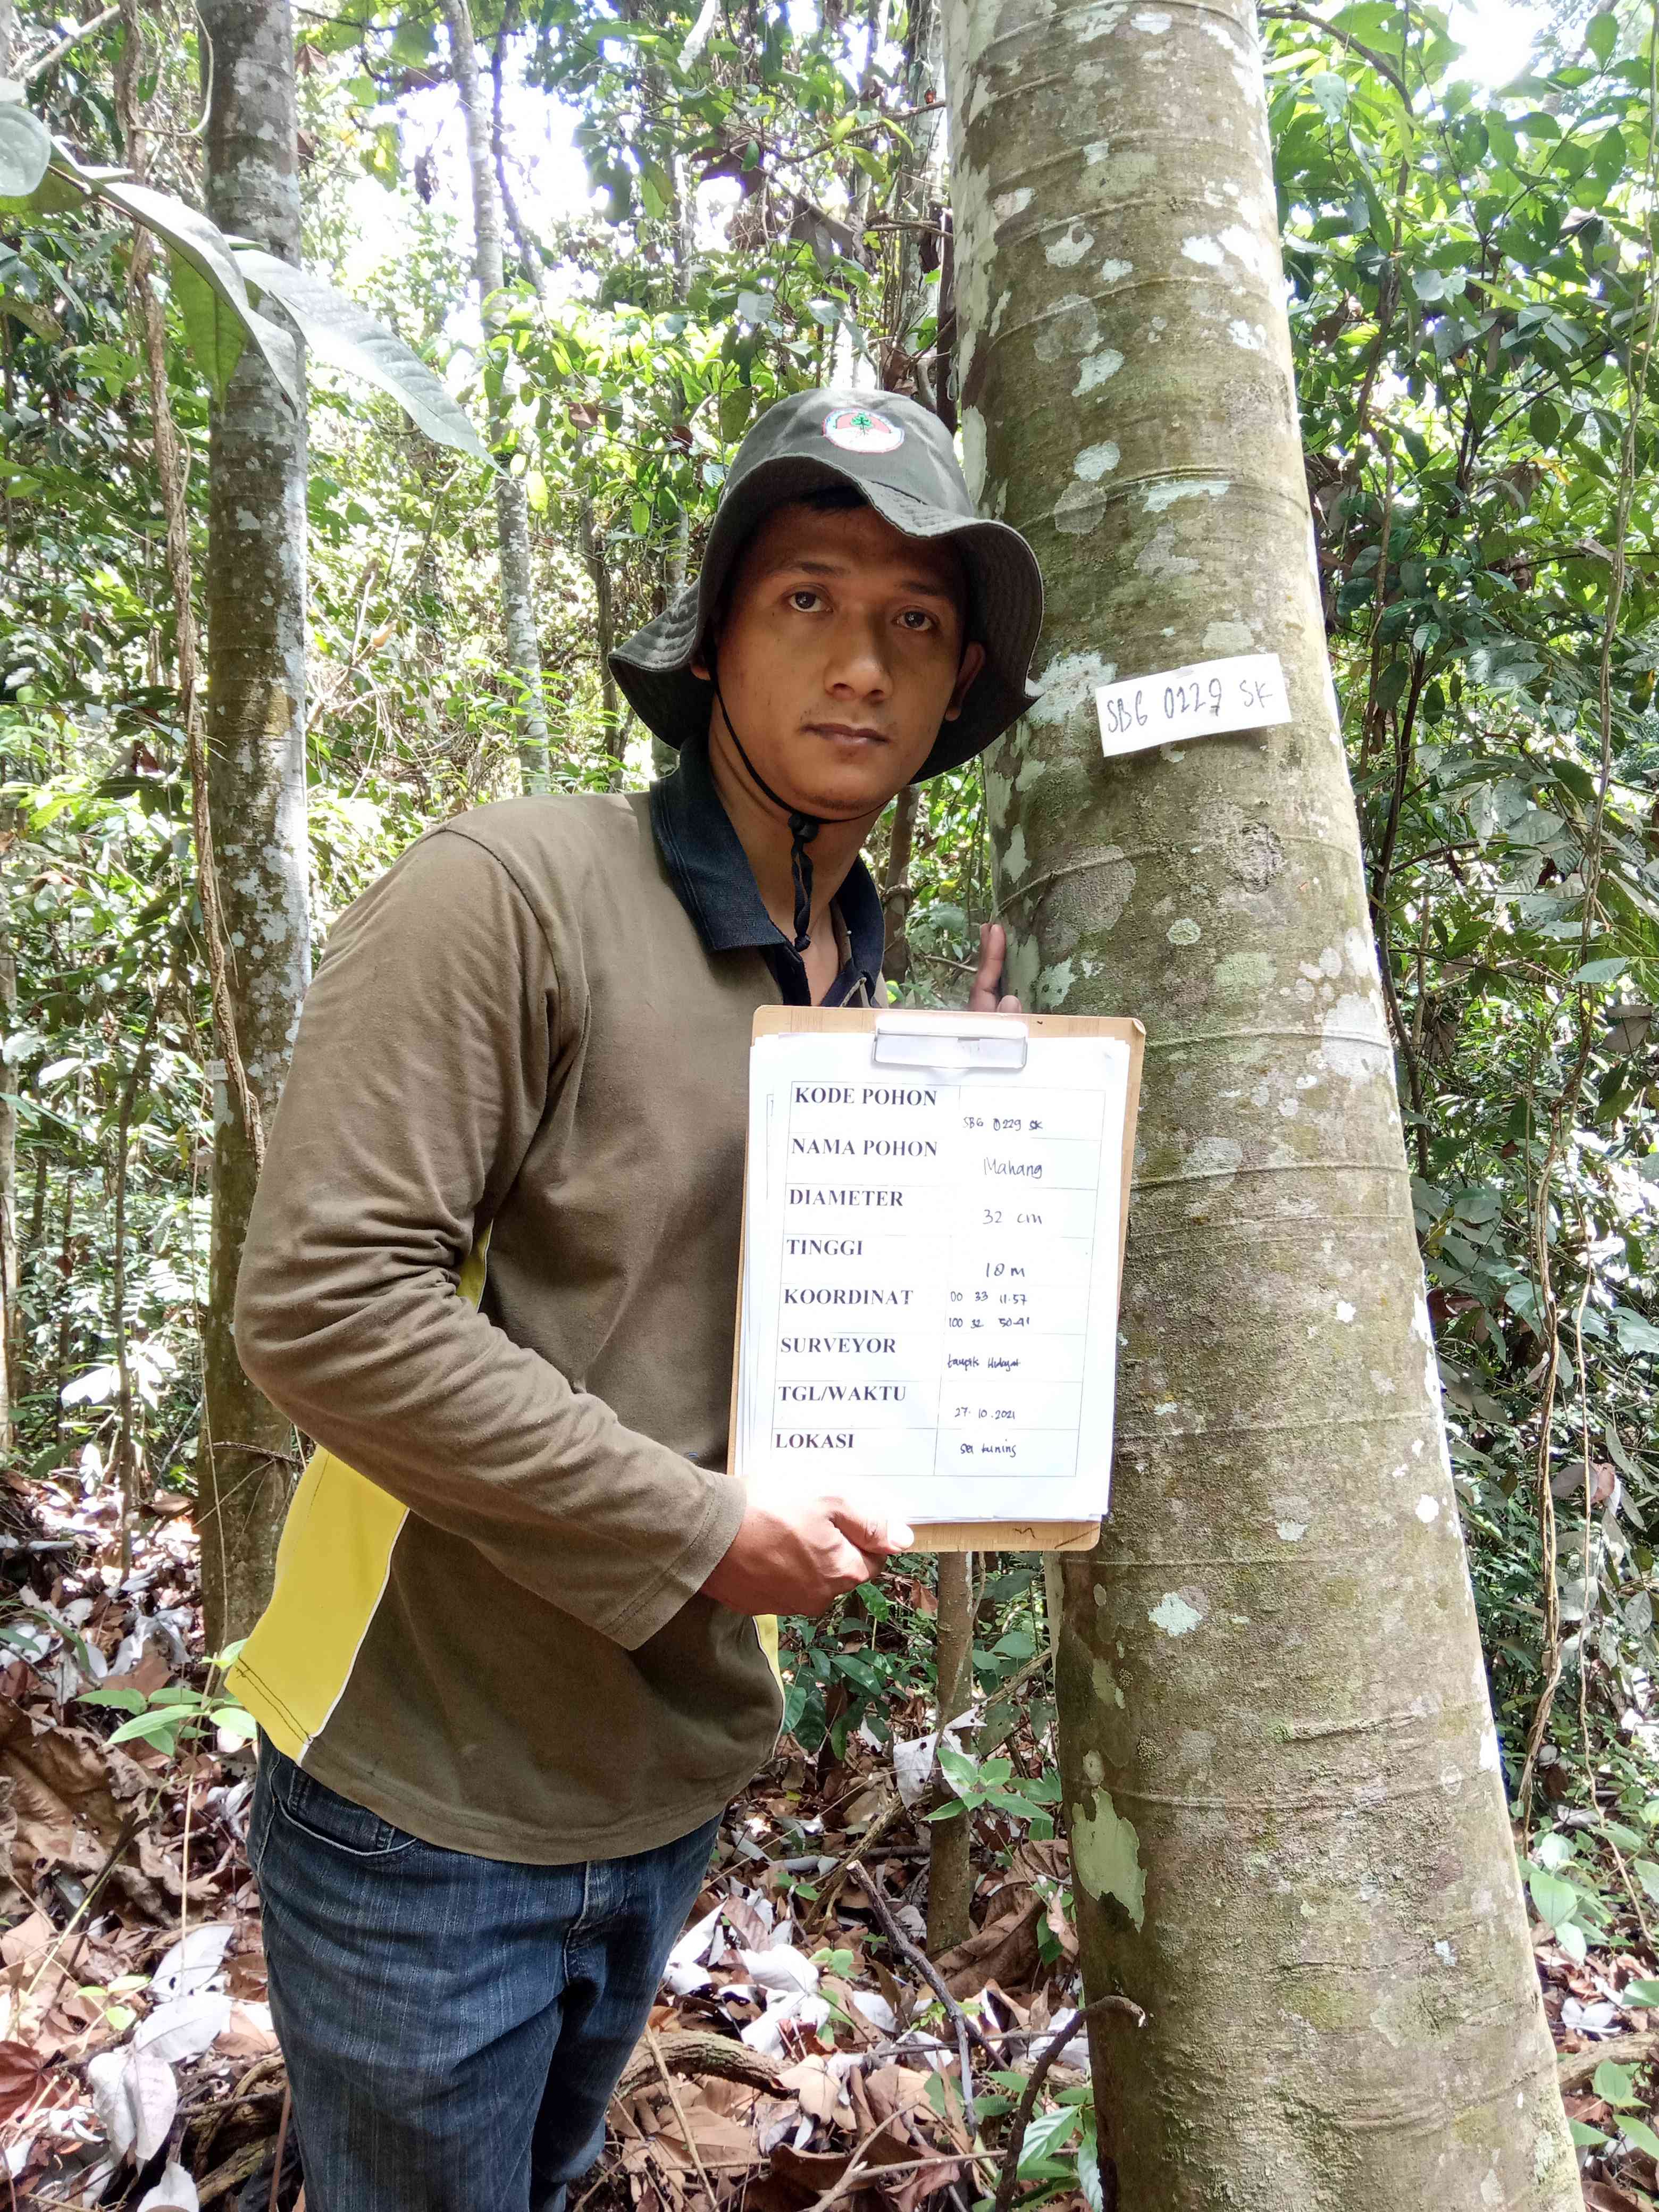 SBG 0229 SK
KODE POHON SBG 0229 SK
NAMA POHON Mahang
DIAMETER 32 cm
TINGGI 10 m
KOORDINAT 00 33 11.57
100 32 50.41
SURVEYOR taupik Hidayat
TGL/WAKTU 27.10.2021
LOKASI sei kuning